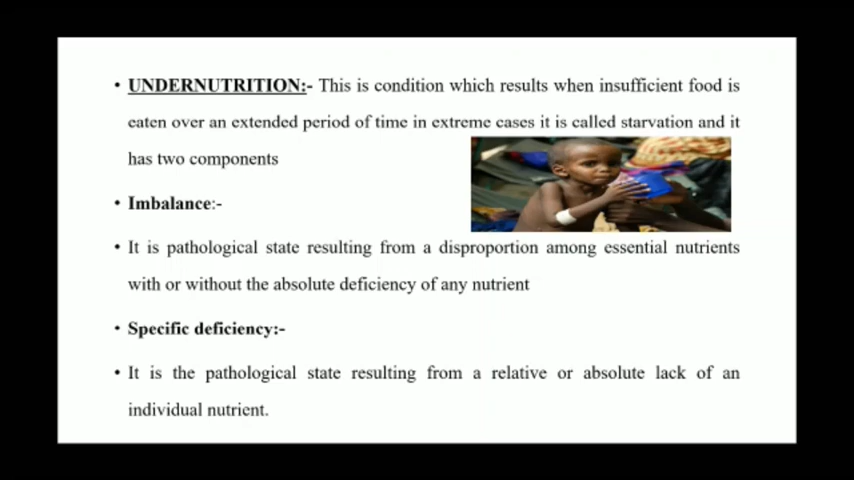 • UNDERNUTRITION:- This is condition which results when insufficient food is
eaten over an extended period of time in extreme cases it is called starvation and it
has two components
• Imbalance:-
• It is pathological state resulting from a disproportion among essential nutrients
with or without the absolute deficiency of any nutrient
• Specific deficiency:-
• It is the pathological state resulting from a relative or absolute lack of an
individual nutrient.